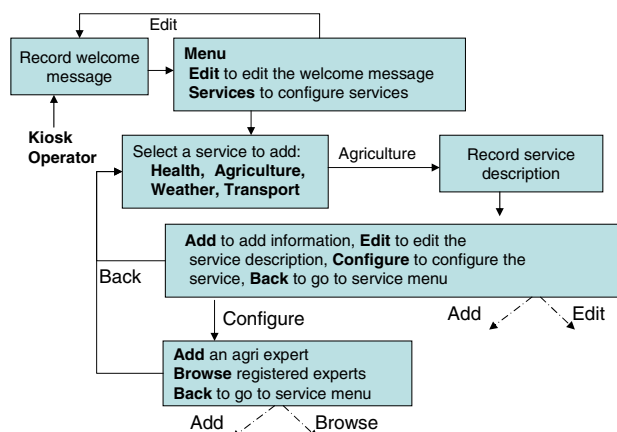 Edit
Record welcome
message
Menu
Edit to edit the welcome message
Services to configure services
Kiosk
Operator
Select a service to add:
Health, Agriculture,
Weather, Transport
Agriculture
Record service
description
Add to add information, Edit to edit the
service description, Configure to configure the
service, Back to go to service menu
Back
Add
Edit
Configure
Add an agri expert
Browse registered experts
Back to go to service menu
Add
Browse